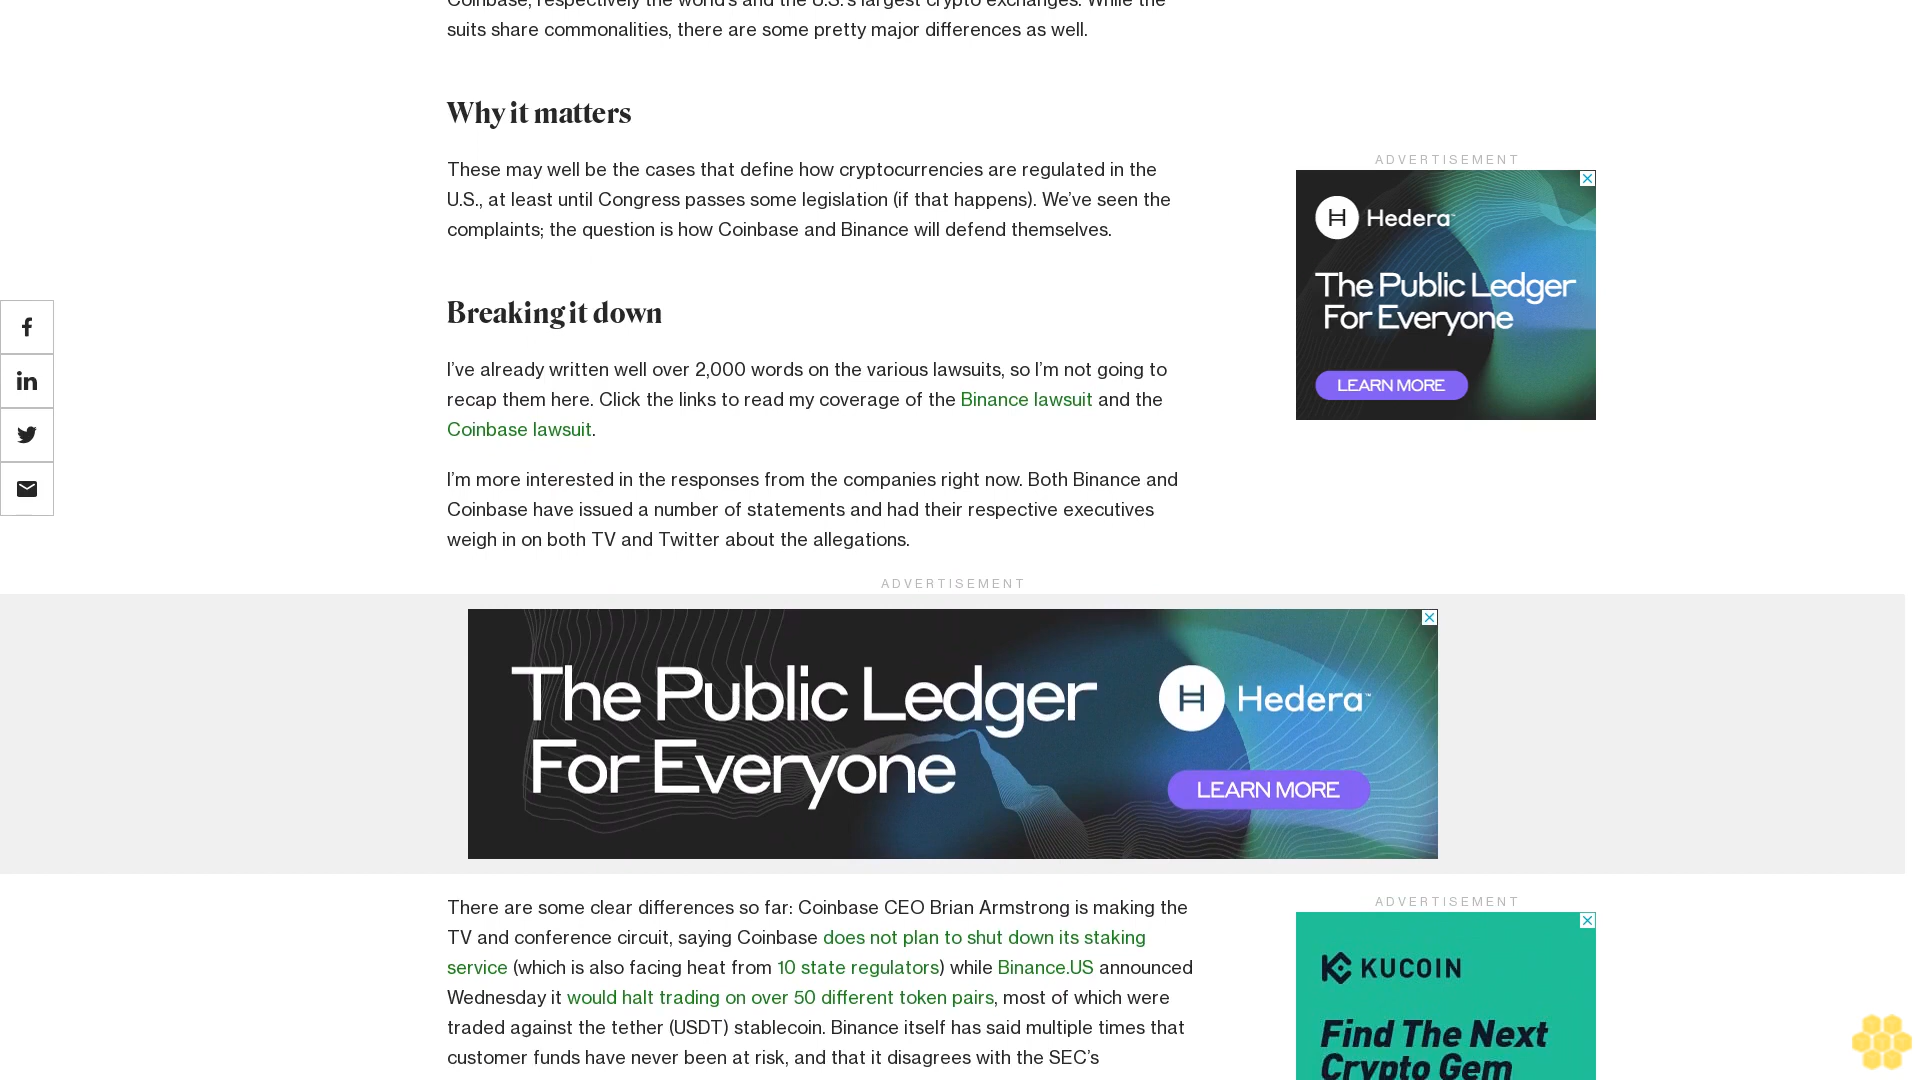 Coinbase, respectively the world's and the U.S.'s largest crypto exchanges. While the
suits share commonalities, there are some pretty major differences as well.
Why it matters
These may well be the cases that define how cryptocurrencies are regulated in the
U.S., at least until Congress passes some legislation (if that happens). We’ve seen the
complaints; the question is how Coinbase and Binance will defend themselves.
Breaking it down
I’ve already written well over 2,000 words on the various lawsuits, so I’m not going to
recap them here. Click the links to read my coverage of the Binance lawsuit and the
Coinbase lawsuit.
I’m more interested in the responses from the companies right now. Both Binance and
Coinbase have issued a number of statements and had their respective executives
weigh in on both TV and Twitter about the allegations.
ADVERTISEMENT
Hedera
The Public Ledger
For Everyone
LEARN MORE
ADVERTISEMENT
The Public Ledger
For Everyone
Hedera™
LEARN MORE
There are some clear differences so far: Coinbase CEO Brian Armstrong is making the
TV and conference circuit, saying Coinbase does not plan to shut down its staking
service (which is also facing heat from 10 state regulators) while Binance.US announced
Wednesday it would halt trading on over 50 different token pairs, most of which were
traded against the tether (USDT) stablecoin. Binance itself has said multiple times that
customer funds have never been at risk, and that it disagrees with the SEC’s
ADVERTISEMENT
KUCOIN
Find The Next
Crypto Gem